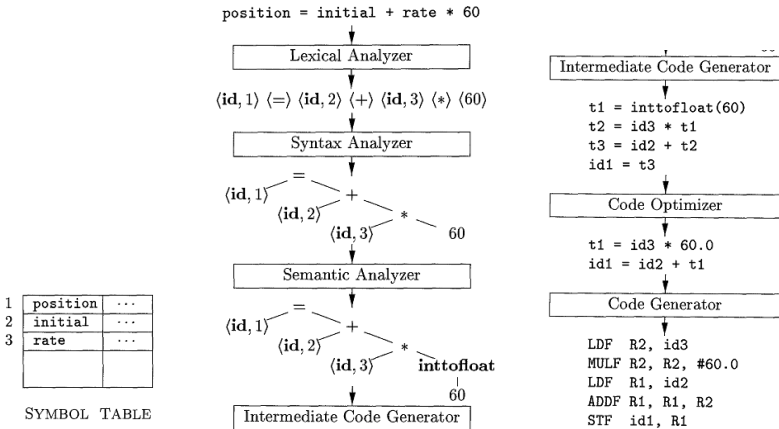 position = initial + rate * 60
Lexical Analyzer
⟨id, 1⟩ ⟨=⟩ ⟨id, 2⟩ ⟨+⟩ ⟨id, 3⟩ ⟨*⟩ ⟨60⟩
Syntax Analyzer
=
⟨id, 1⟩
+
⟨id, 2⟩
*
⟨id, 3⟩
60
Semantic Analyzer
=
⟨id, 1⟩
+
⟨id, 2⟩
*
⟨id, 3⟩
inttofloat
60
Intermediate Code Generator
1 position ···
2 initial ···
3 rate ···
SYMBOL TABLE
Intermediate Code Generator
t1 = inttofloat(60)
t2 = id3 * t1
t3 = id2 + t2
id1 = t3
Code Optimizer
t1 = id3 * 60.0
id1 = id2 + t1
Code Generator
LDF R2, id3
MULF R2, R2, #60.0
LDF R1, id2
ADDF R1, R1, R2
STF id1, R1